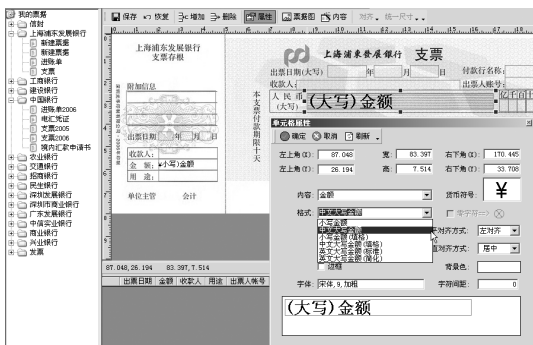 我的票据
信封
上海浦东发展银行
新建票据
新建票据
进账单
支票
工商银行
建设银行
中国银行
进账单2006
电汇凭证
支票2005
支票2006
境内汇款申请书
农业银行
交通银行
招商银行
民生银行
深圳发展银行
深圳市商业银行
广东发展银行
中信实业银行
商业银行
兴业银行
发票
保存 恢复 增加 删除 属性 票据图 内容 对齐 统一尺寸
上海浦东发展银行
支票存根
附加信息
出票日期 年 月 日
收款人:
金 额: ¥小写)金额
用 途:
单位主管 会计
本支票付款期限十天
上海浦東發展銀行 支票
出票日期(大写) 年 月 日 付款行名称:
收款人: 出票人账号:
人民币
(大写)
(大写)金额
亿千百十
单元格属性
确定 取消 刷新
左上角(X): 87.048 宽: 83.397 右下角(X): 170.445
左上角(Y): 26.194 高: 7.514 右下角(Y): 33.708
内容: 金额 货币符号: ¥
格式: 中文大写金额 零字符=>
小写金额
中文大写金额
小写金额(填格)
中文大写金额(填格)
英文大写金额(标准)
英文大写金额(简化)
平对齐方式: 左对齐
直对齐方式: 居中
边框 背景色:
字体: 宋体,9,加粗 字符间距: 0
(大写)金额
87.048,26.194 83.397,7.514
出票日期 金额 收款人 用途 出票人帐号